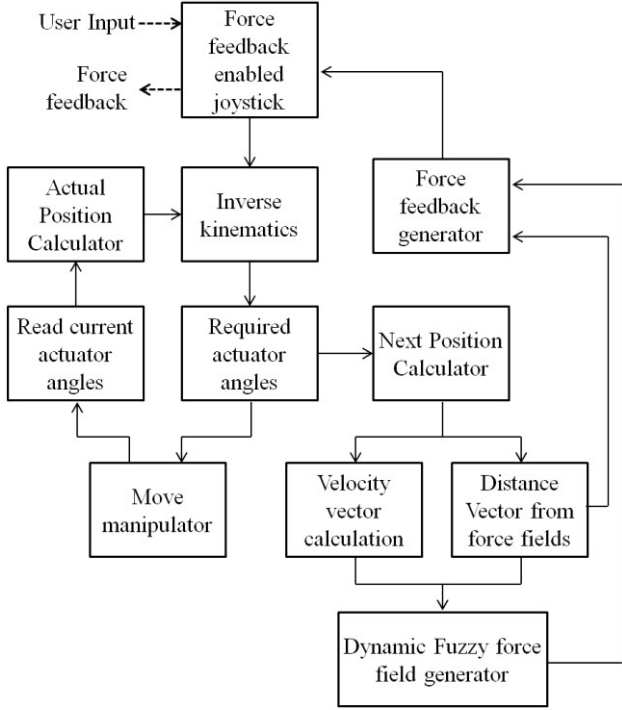 User Input
Force
feedback
Force
feedback
enabled
joystick
Actual
Position
Calculator
Inverse
kinematics
Force
feedback
generator
Read current
actuator
angles
Required
actuator
angles
Next Position
Calculator
Move
manipulator
Velocity
vector
calculation
Distance
Vector from
force fields
Dynamic Fuzzy force
field generator